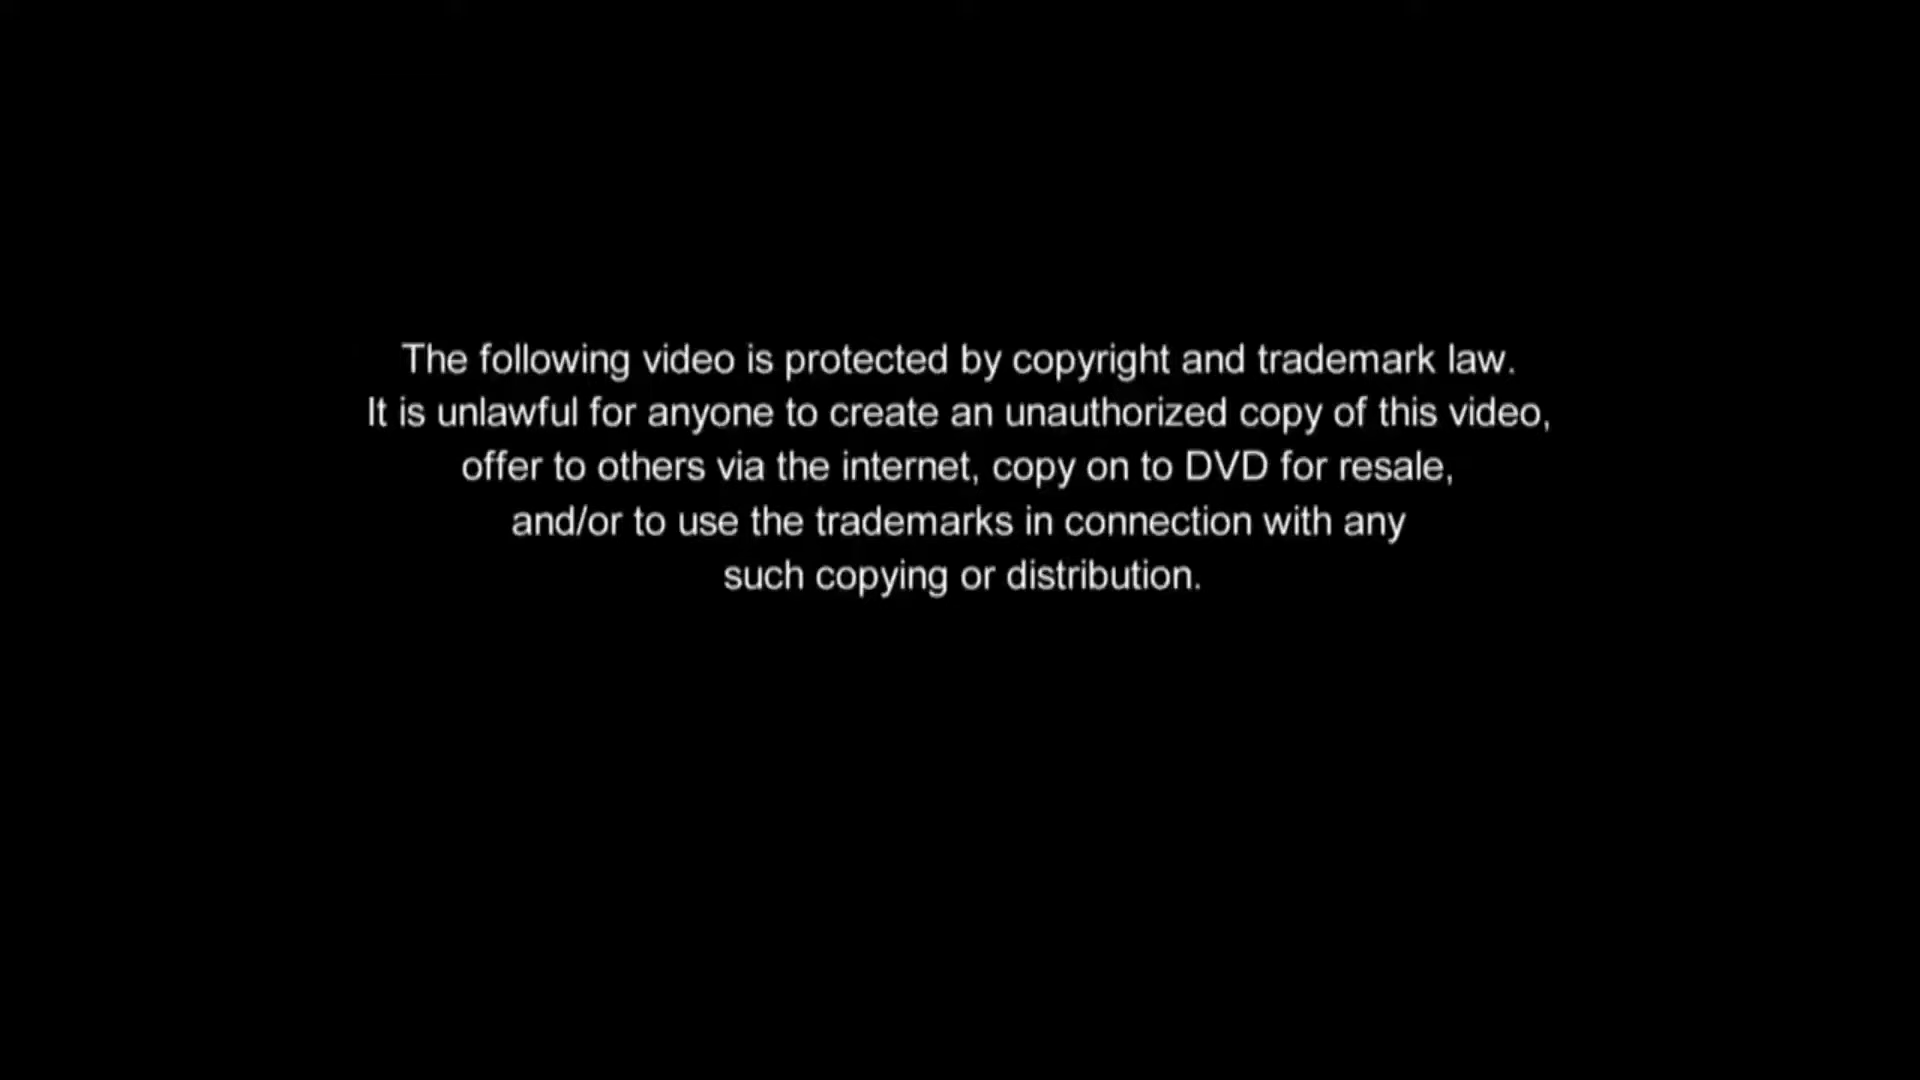 The following video is protected by copyright and trademark law.
It is unlawful for anyone to create an unauthorized copy of this video,
offer to others via the internet, copy on to DVD for resale,
and/or to use the trademarks in connection with any
such copying or distribution.